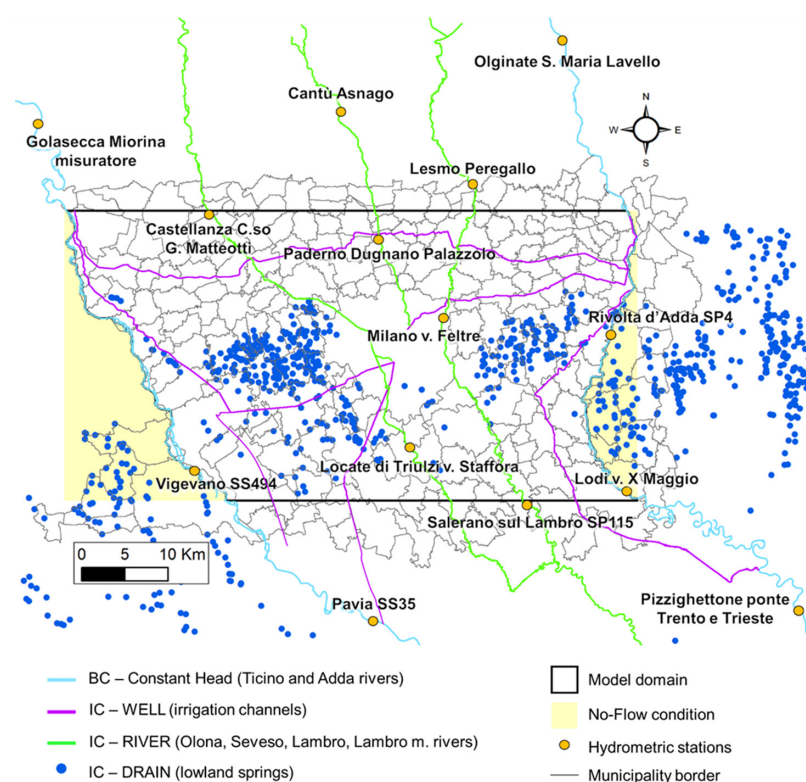 Olginate S. Maria Lavello
Cantù Asnago
N
W E
S
Golasecca Miorina
misuratore
Lesmo Peregallo
Castellanza C.so
G. Matteotti
Paderno Dugnano Palazzolo
Rivolta d'Adda SP4
Milano v. Feltre
Locate di Triulzi v. Staffora
Vigevano SS494
Lodi v. X Maggio
Salerano sul Lambro SP115
0 5 10 Km
Pavia SS35
Pizzighettone ponte
Trento e Trieste
BC – Constant Head (Ticino and Adda rivers)
IC – WELL (irrigation channels)
IC – RIVER (Olona, Seveso, Lambro, Lambro m. rivers)
IC – DRAIN (lowland springs)
Model domain
No-Flow condition
Hydrometric stations
Municipality border